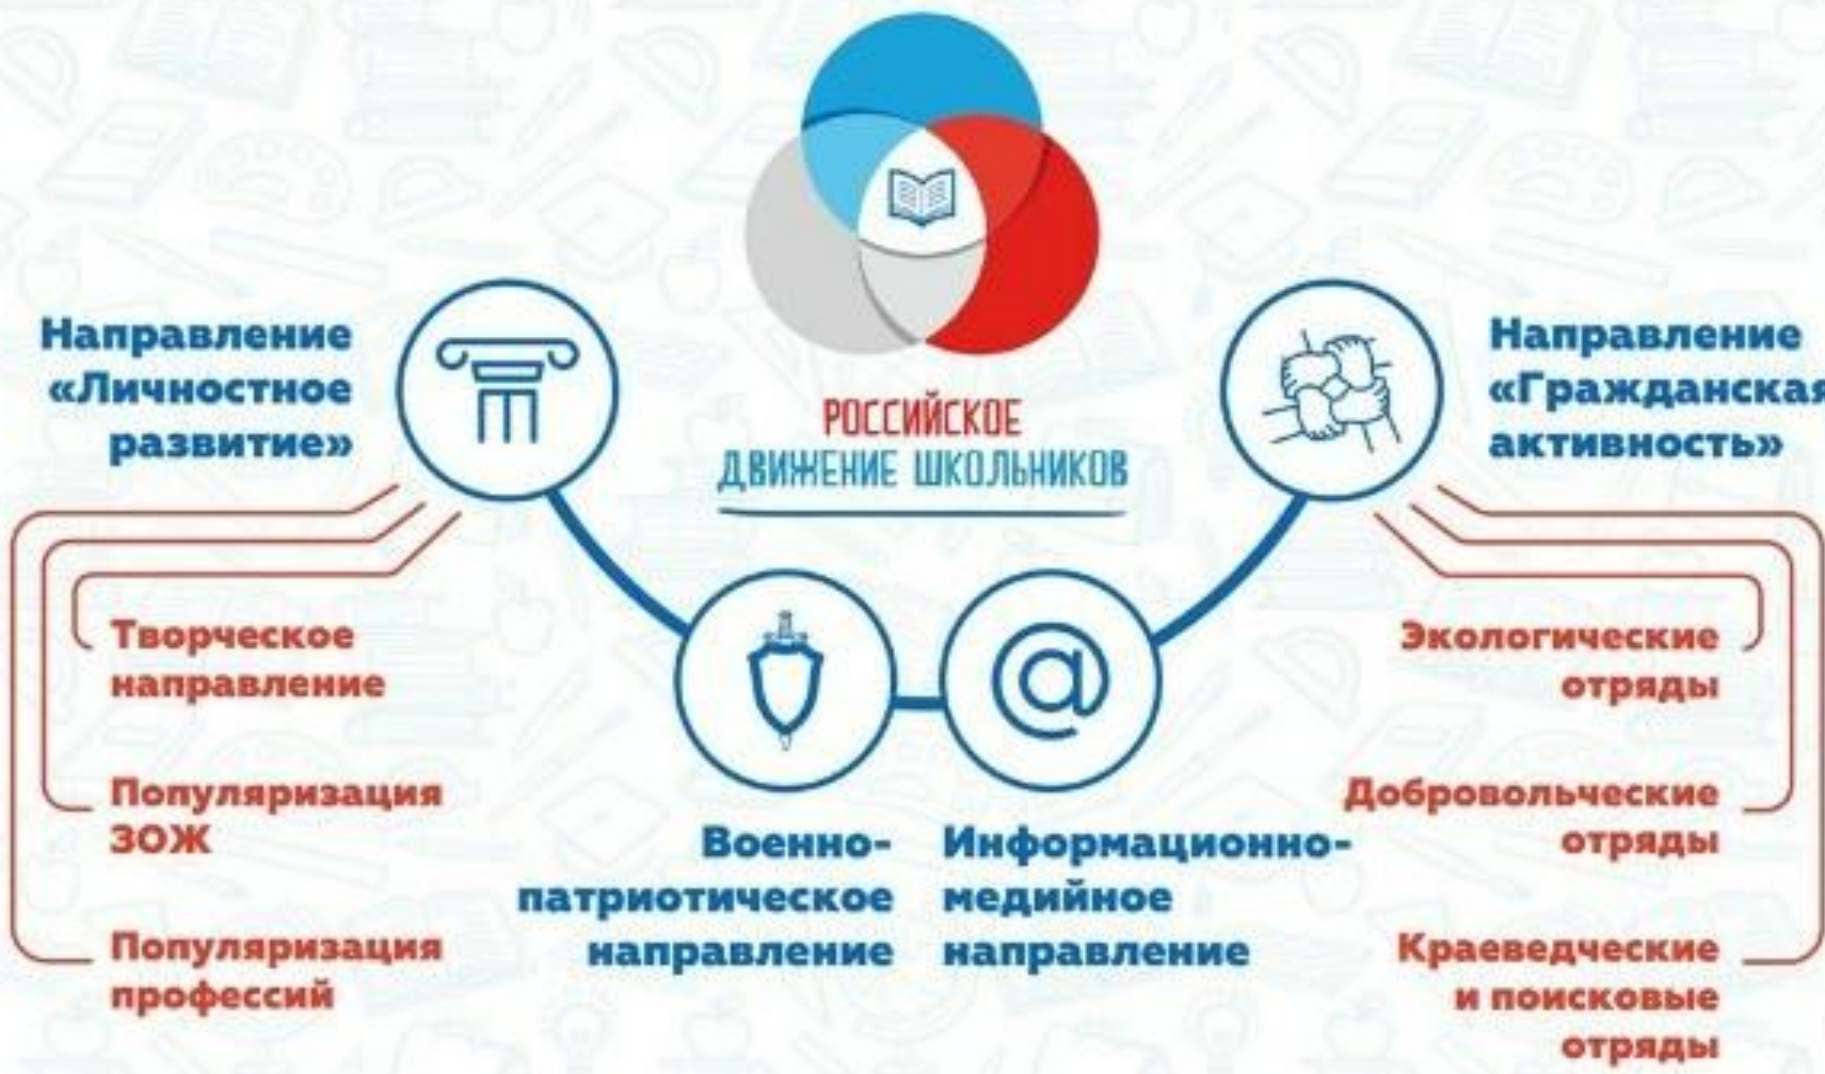 РОССИЙСКОЕ
ДВИЖЕНИЕ ШКОЛЬНИКОВ
Направление
«Личностное
развитие»
Творческое
направление
Популяризация
ЗОЖ
Популяризация
профессий
Военно-
патриотическое
направление
@
Информационно-
медийное
направление
Направление
«Гражданская
активность»
Экологические
отряды
Добровольческие
отряды
Краеведческие
и поисковые
отряды